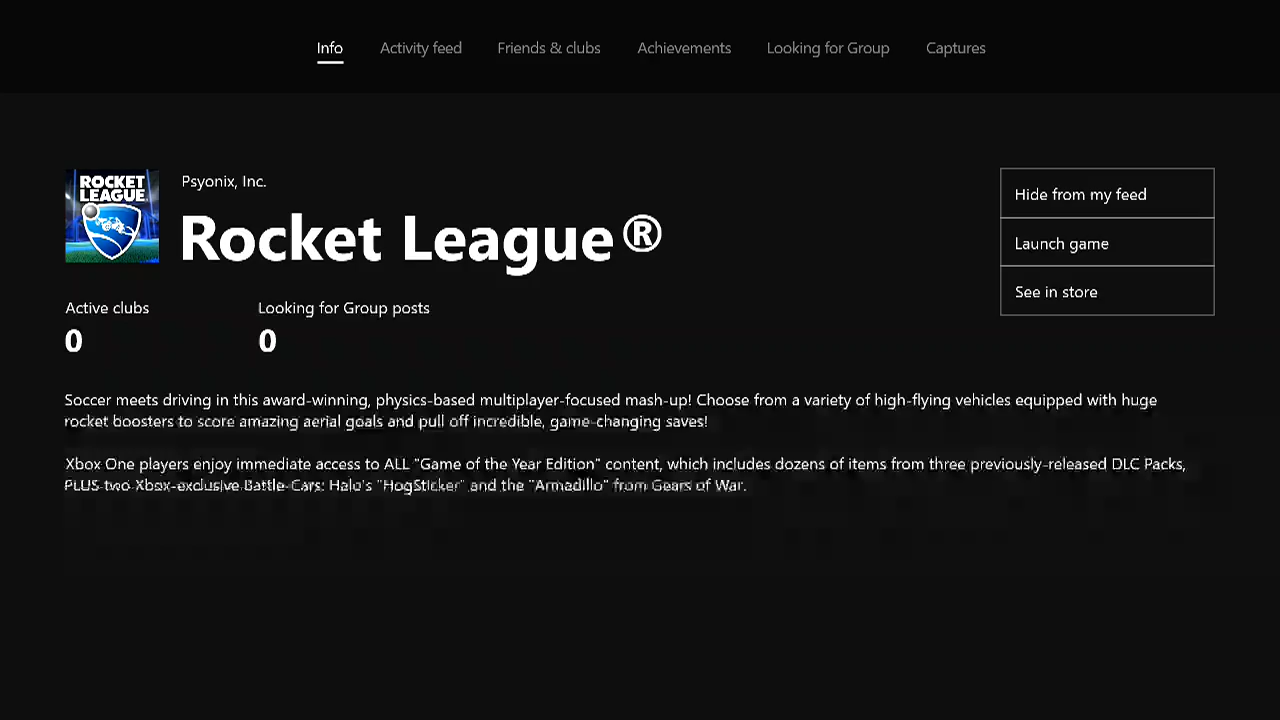 Info Activity feed Friends & clubs Achievements Looking for Group Captures
ROCKET
LEAGUE
Psyonix, Inc.
Rocket League®
Hide from my feed
Launch game
See in store
Active clubs
0
Looking for Group posts
0
Soccer meets driving in this award-winning, physics-based multiplayer-focused mash-up! Choose from a variety of high-flying vehicles equipped with huge
rocket boosters to score amazing aerial goals and pull off incredible, game-changing saves!
Xbox One players enjoy immediate access to ALL "Game of the Year Edition" content, which includes dozens of items from three previously-released DLC Packs,
PLUS two Xbox-exclusive Battle-Cars: Halo's "HogSticker" and the "Armadillo" from Gears of War.